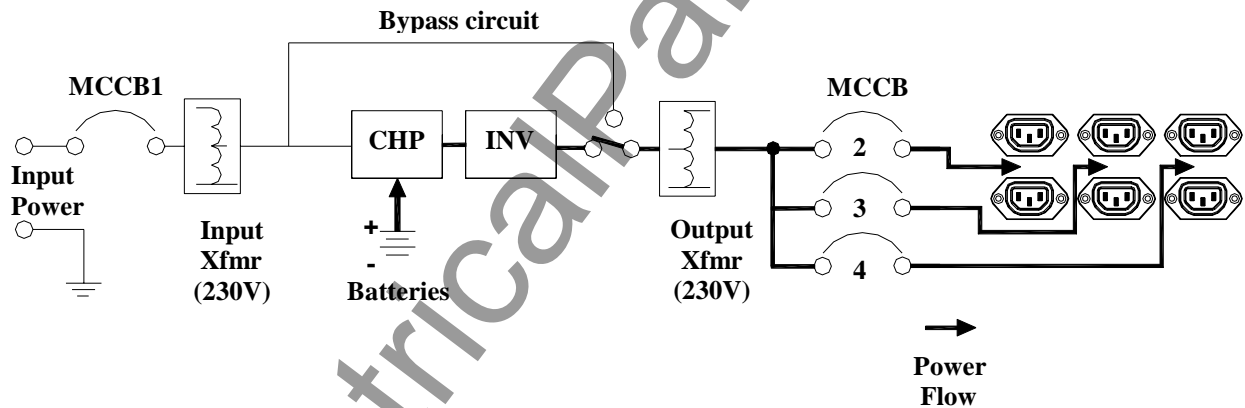 Bypass circuit
MCCB1
MCCB
CHP
INV
2
Input
Power
3
Input
Xfmr
(230V)
+
-
Batteries
Output
Xfmr
(230V)
4
Power
Flow
tricalPa